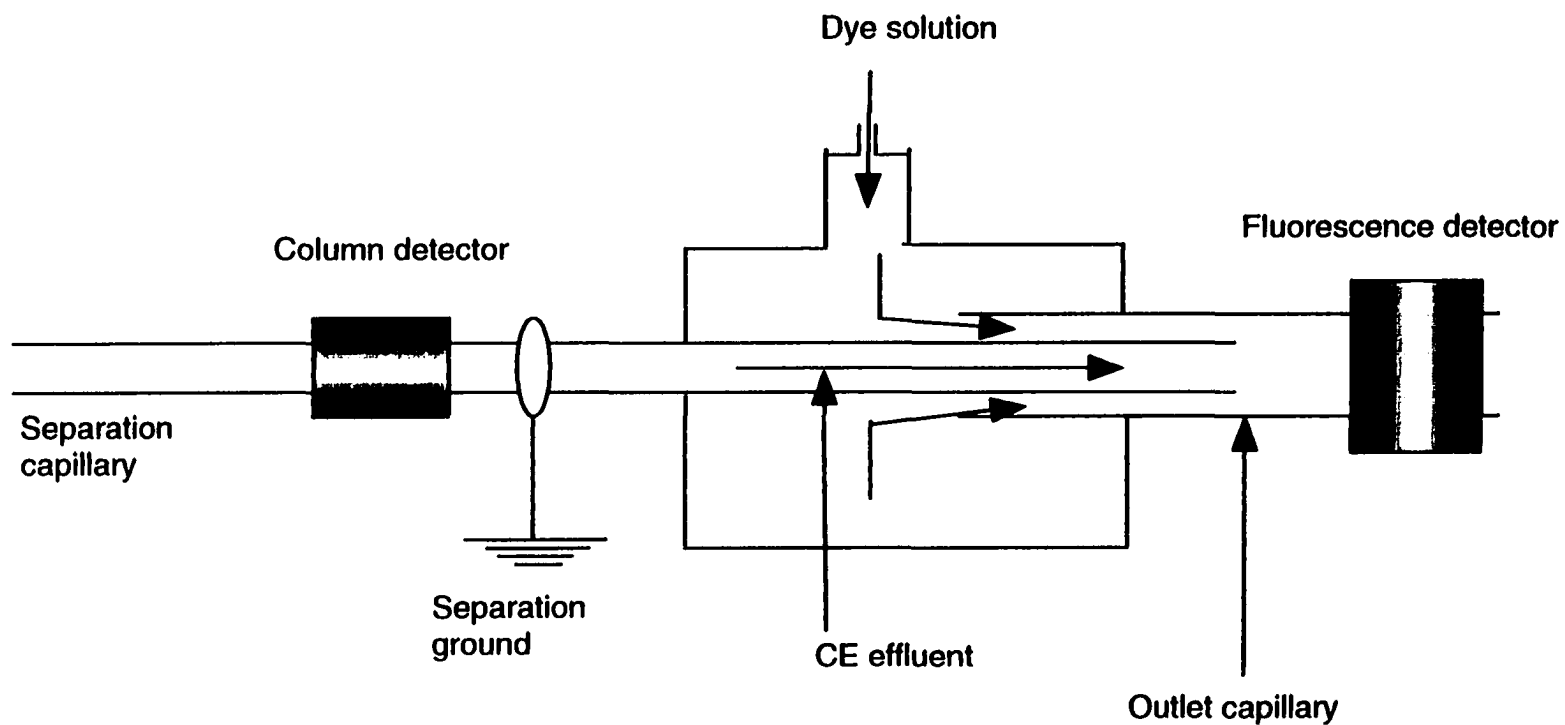 Dye solution
Column detector
Fluorescence detector
Separation
capillary
Separation
ground
CE effluent
Outlet capillary